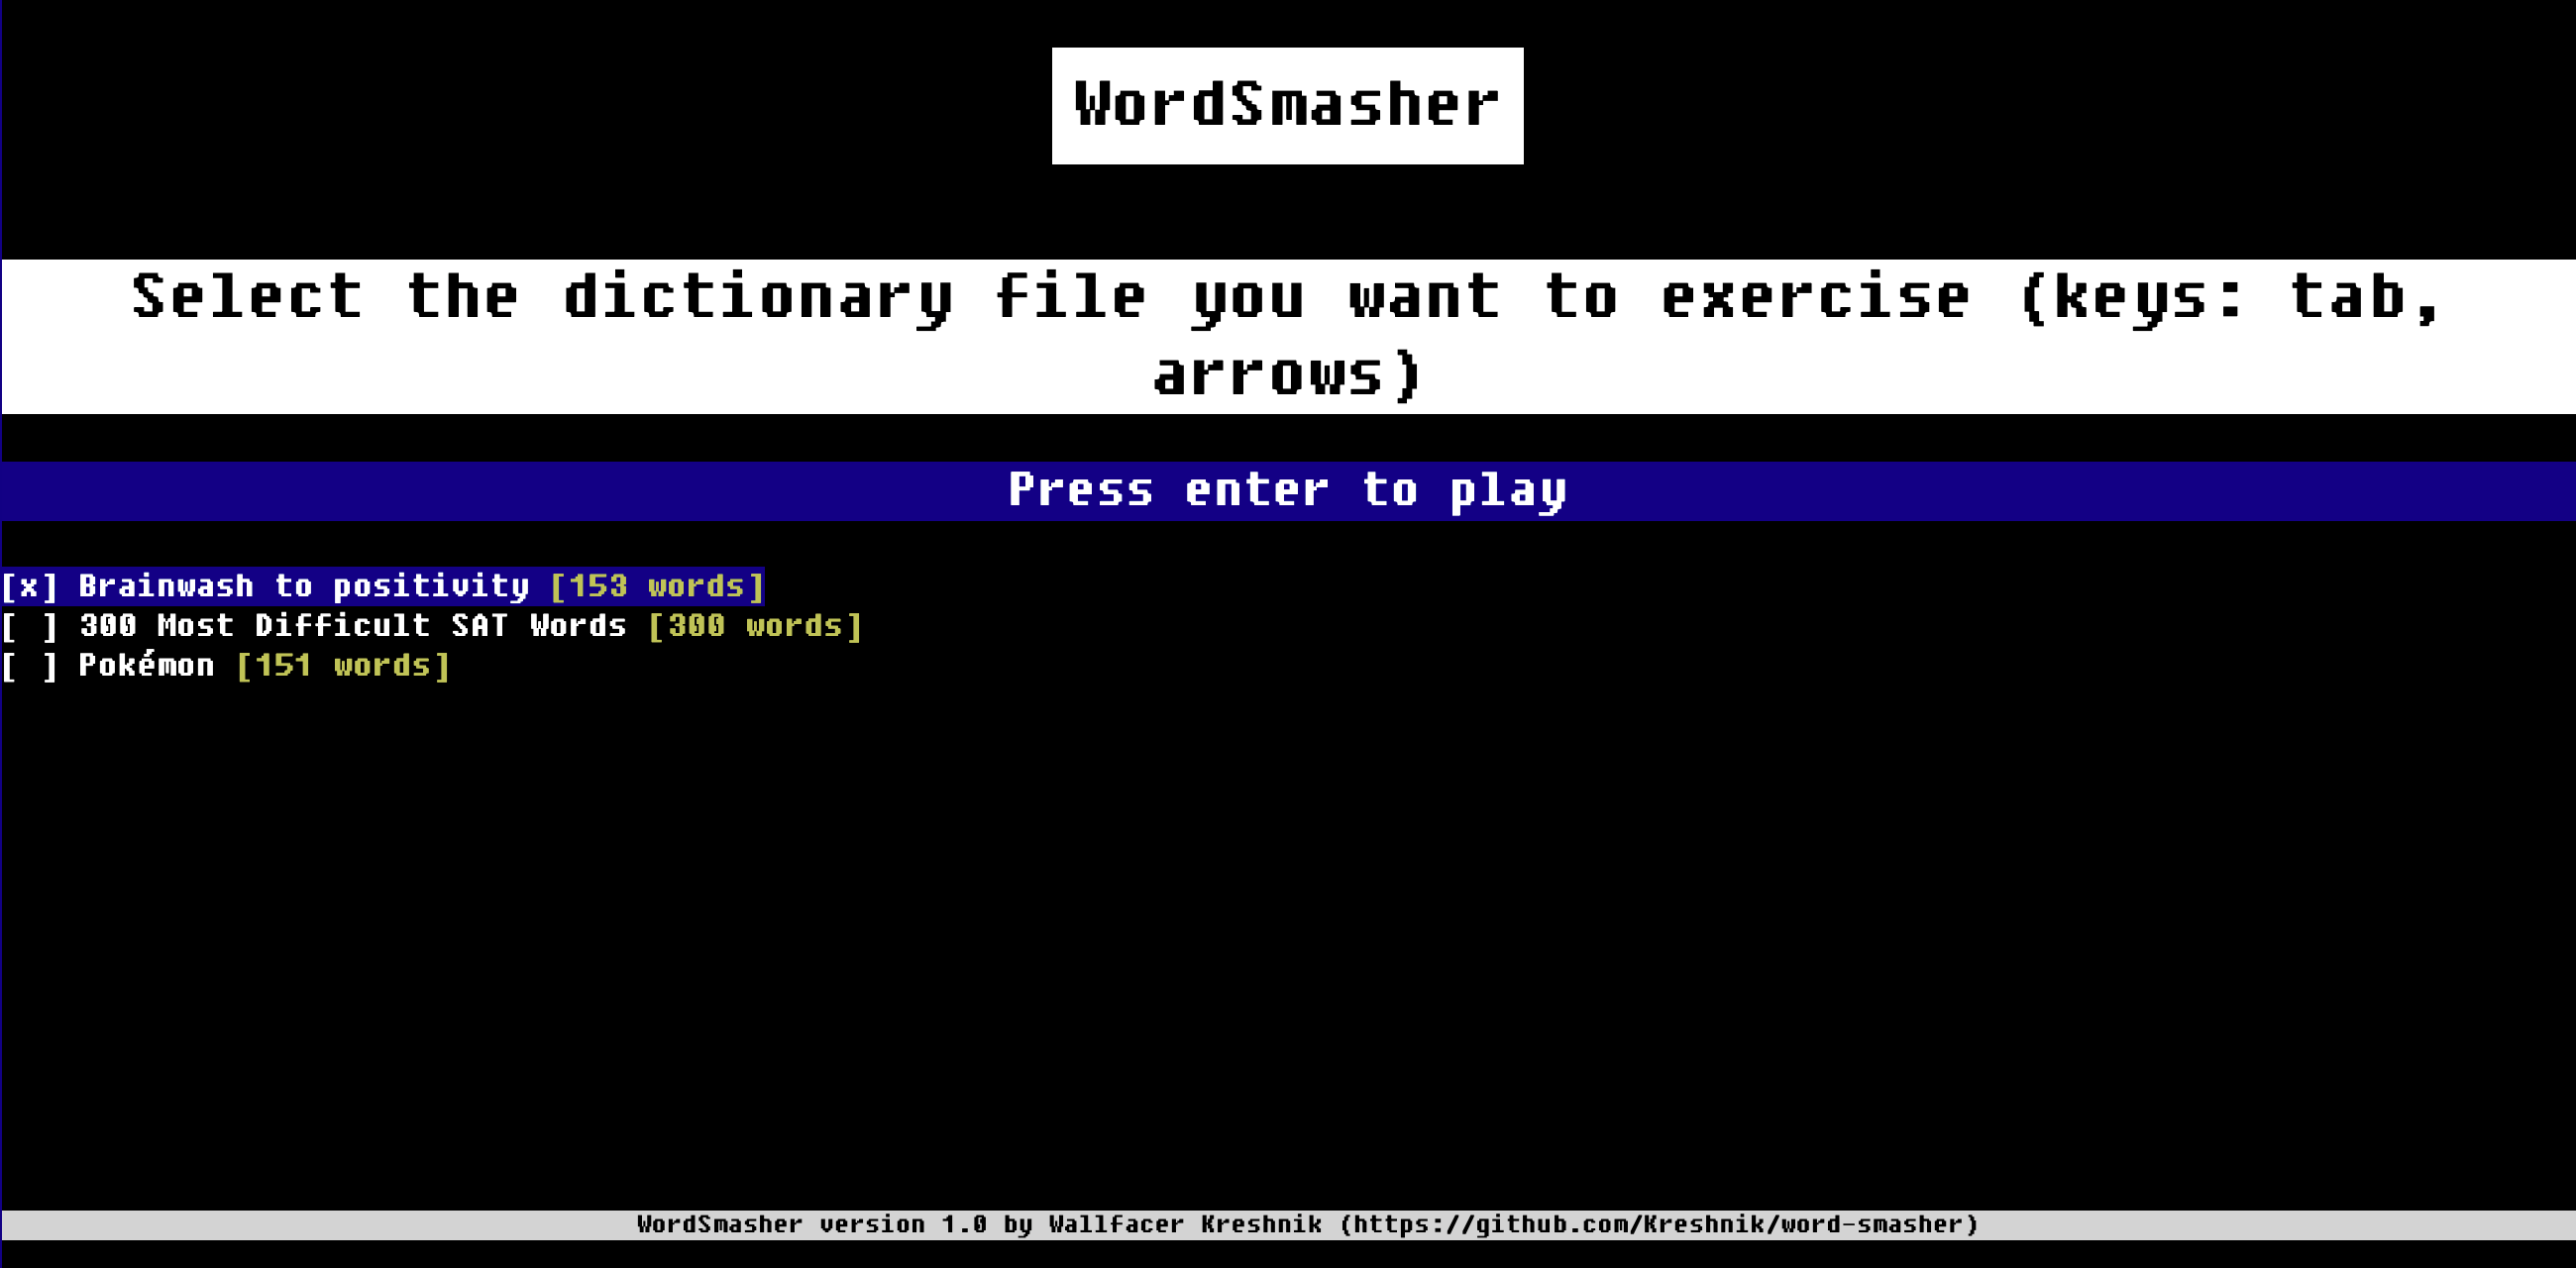 WordSmasher
Select the dictionary file you want to exercise (keys: tab,
arrows)
Press enter to play
[x] Brainwash to positivity [153 words]
[ ] 300 Most Difficult SAT Words [300 words]
[ ] Pokémon [151 words]
WordSmasher version 1.0 by Wallfacer Kreshnik (https://github.com/Kreshnik/word-smasher)